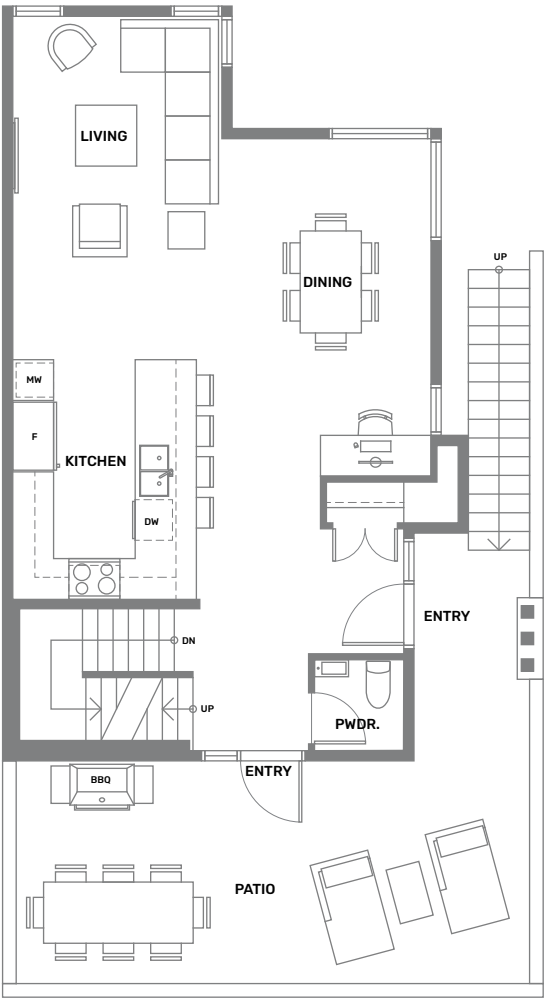 LIVING
UP
DINING
MW
F
KITCHEN
DW
ENTRY
DN
UP
PWDR.
ENTRY
BBQ
PATIO